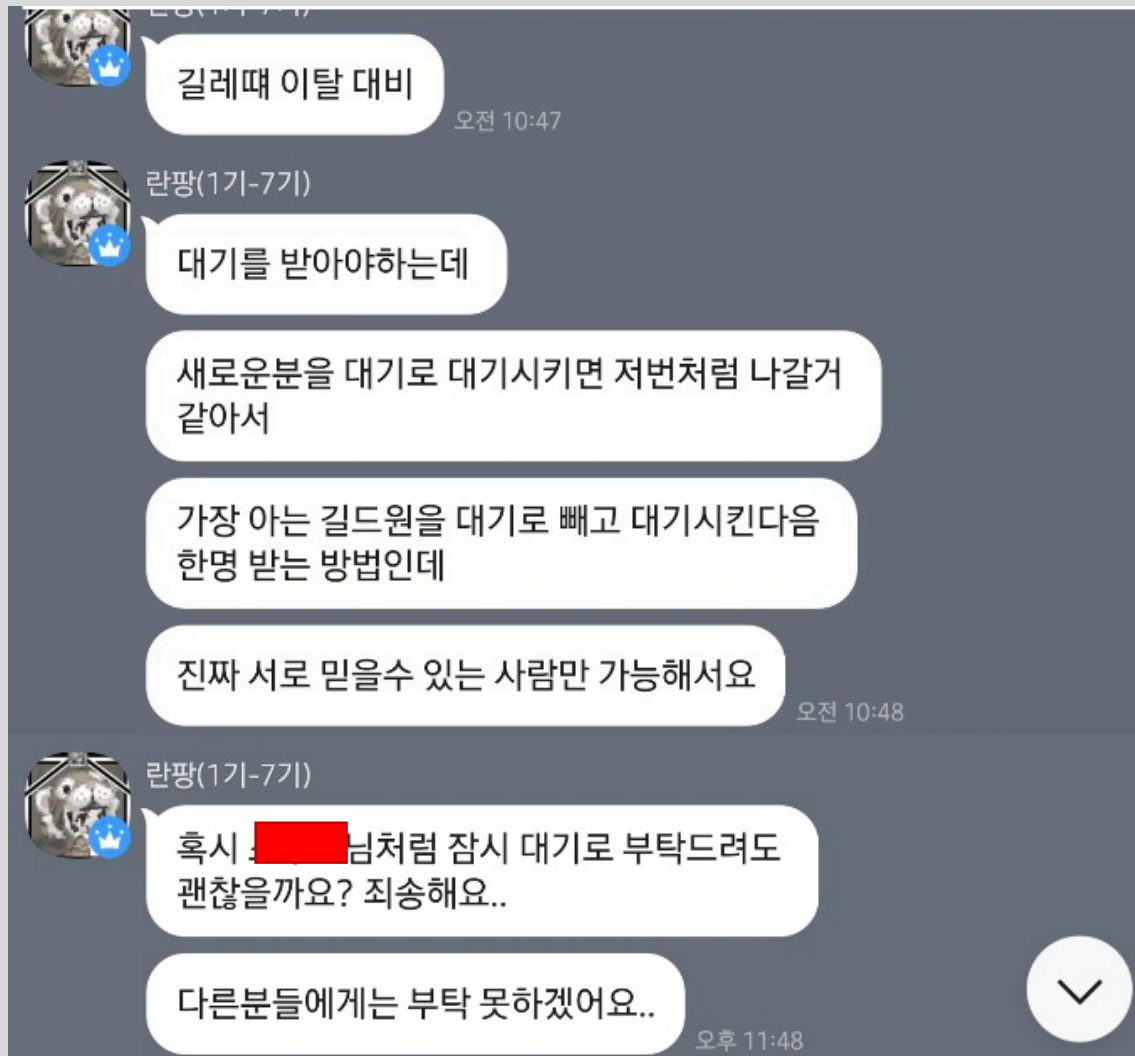 길레떄 이탈 대비
오전 10:47
란팡(1기-7기)
대기를 받아야하는데
새로운분을 대기로 대기시키면 저번처럼 나갈거
같아서
가장 아는 길드원을 대기로 빼고 대기시킨다음
한명 받는 방법인데
진짜 서로 믿을수 있는 사람만 가능해서요
오전 10:48
란팡(1기-7기)
혹시 님처럼 잠시 대기로 부탁드려도
괜찮을까요? 죄송해요..
다른분들에게는 부탁 못하겠어요..
오후 11:48